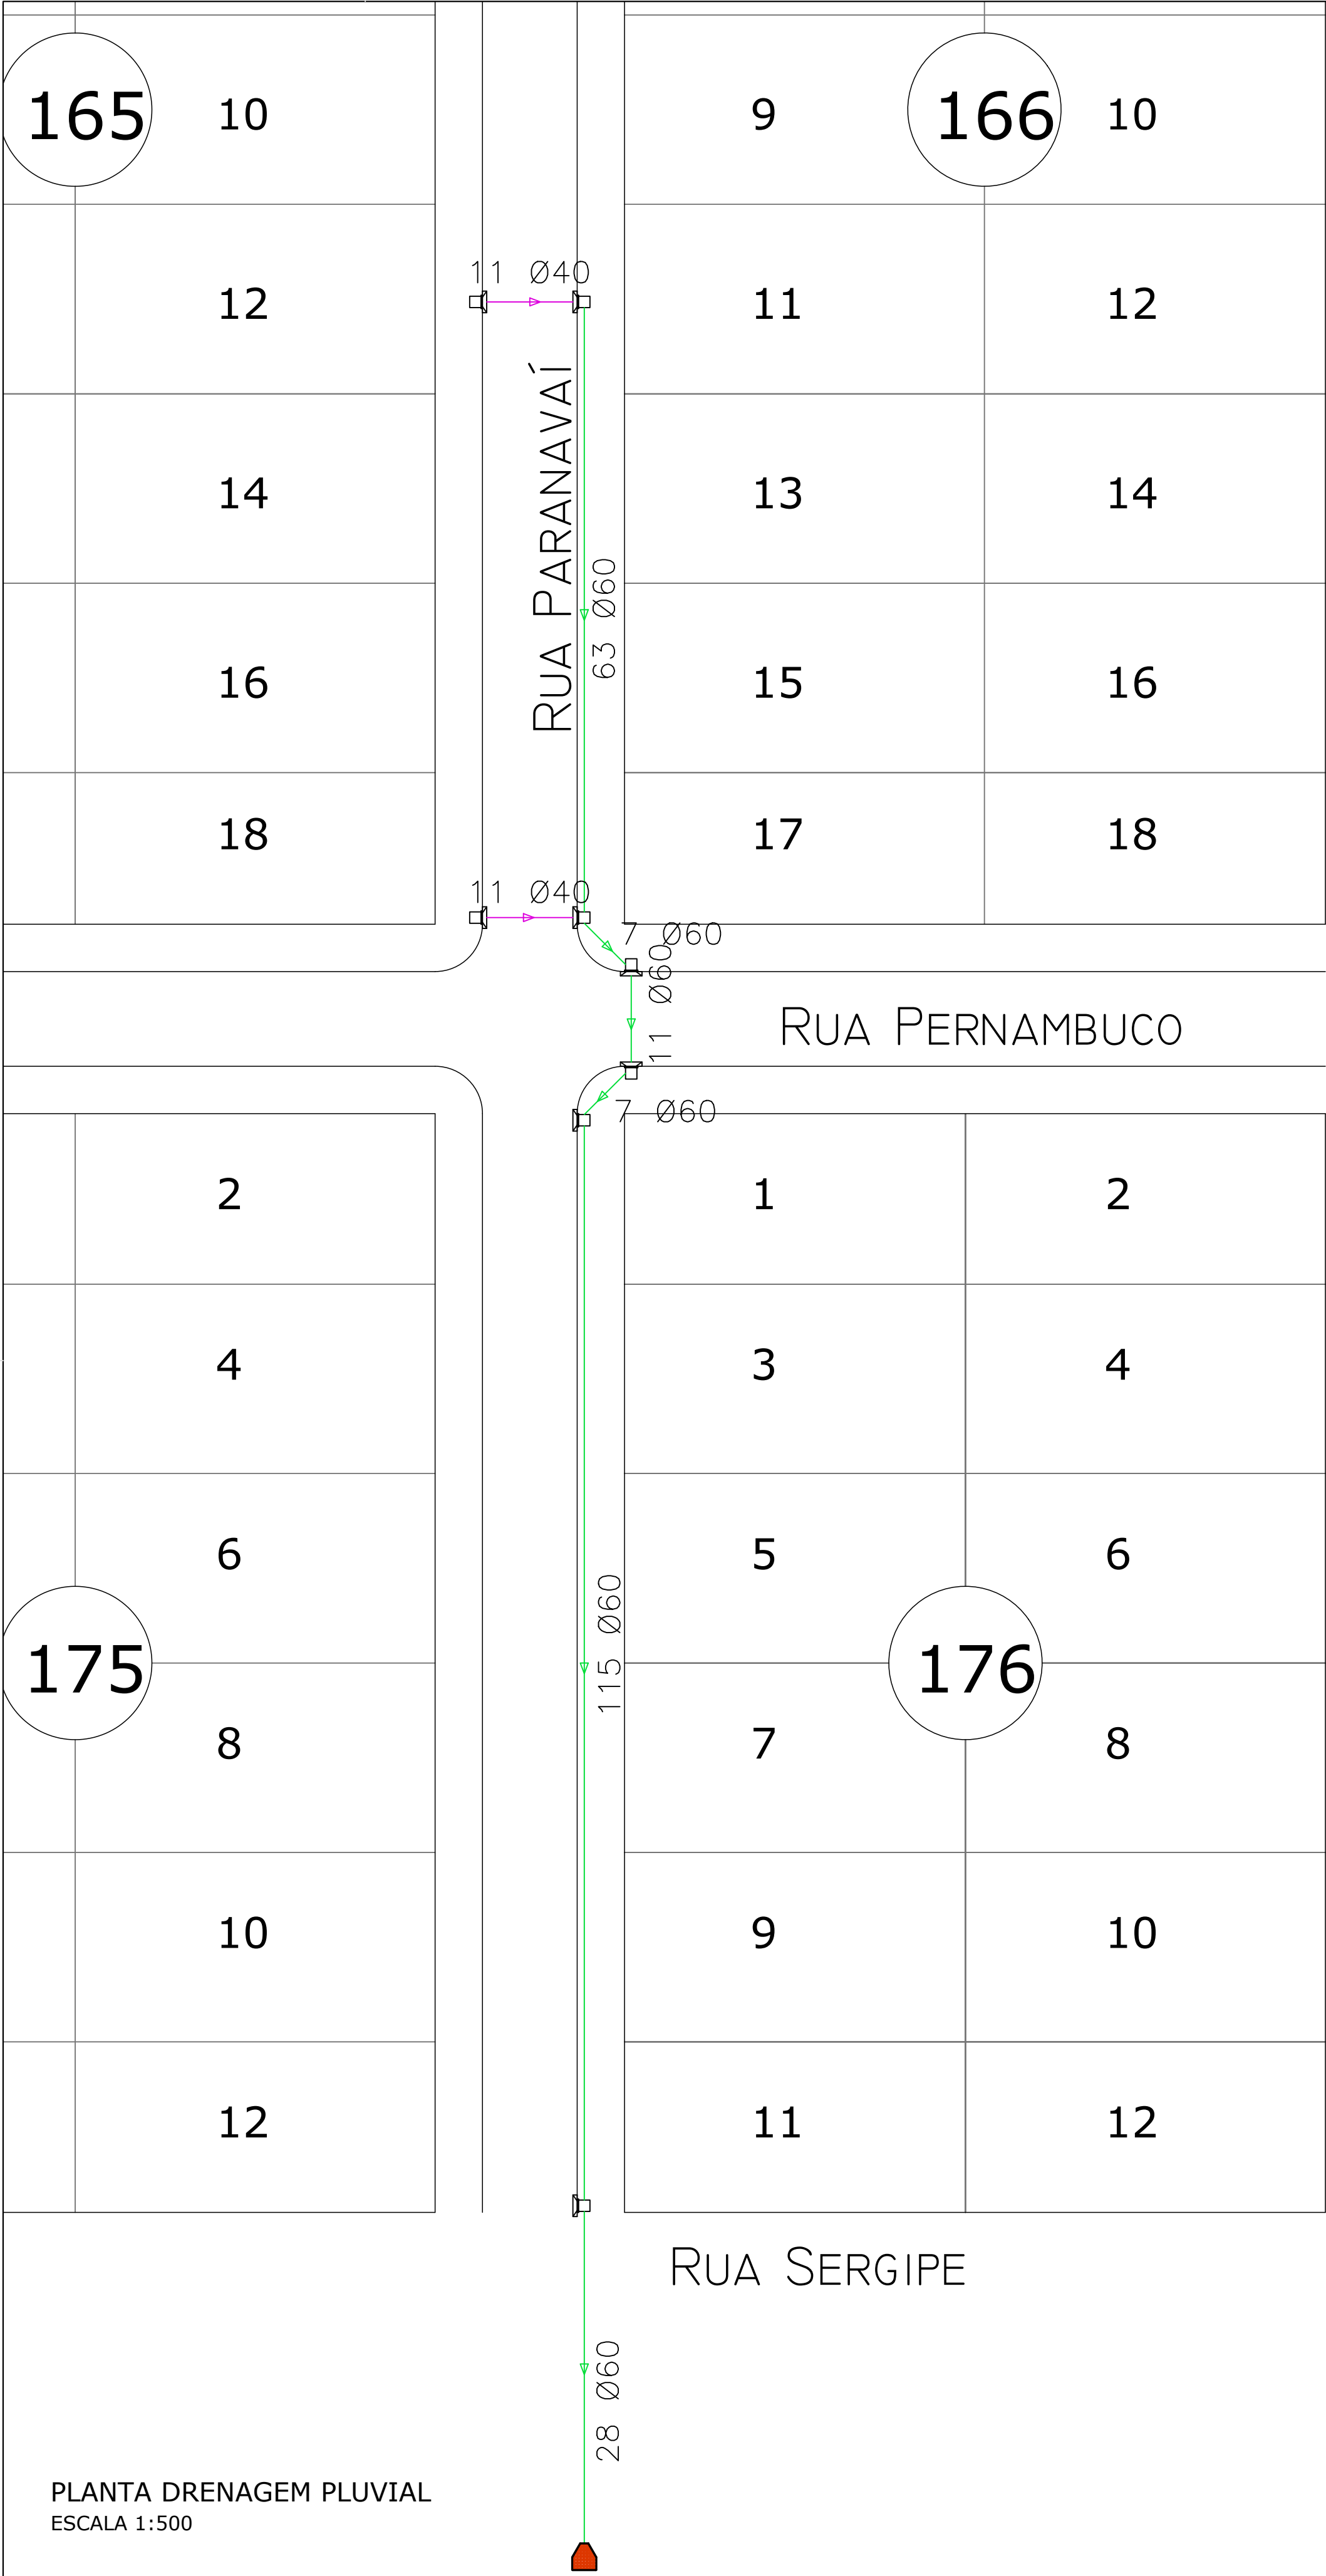 165
10
9
166
10
11 Ø40
12
11
12
RUA PARANAVAÍ
14
13
14
63 Ø60
16
15
16
18
17
18
11 Ø40
7 Ø60
11 Ø60
RUA PERNAMBUCO
7 Ø60
2
1
2
4
3
4
6
5
6
115 Ø60
175
176
8
7
8
10
9
10
12
11
12
RUA SERGIPE
28 Ø60
PLANTA DRENAGEM PLUVIAL
ESCALA 1:500